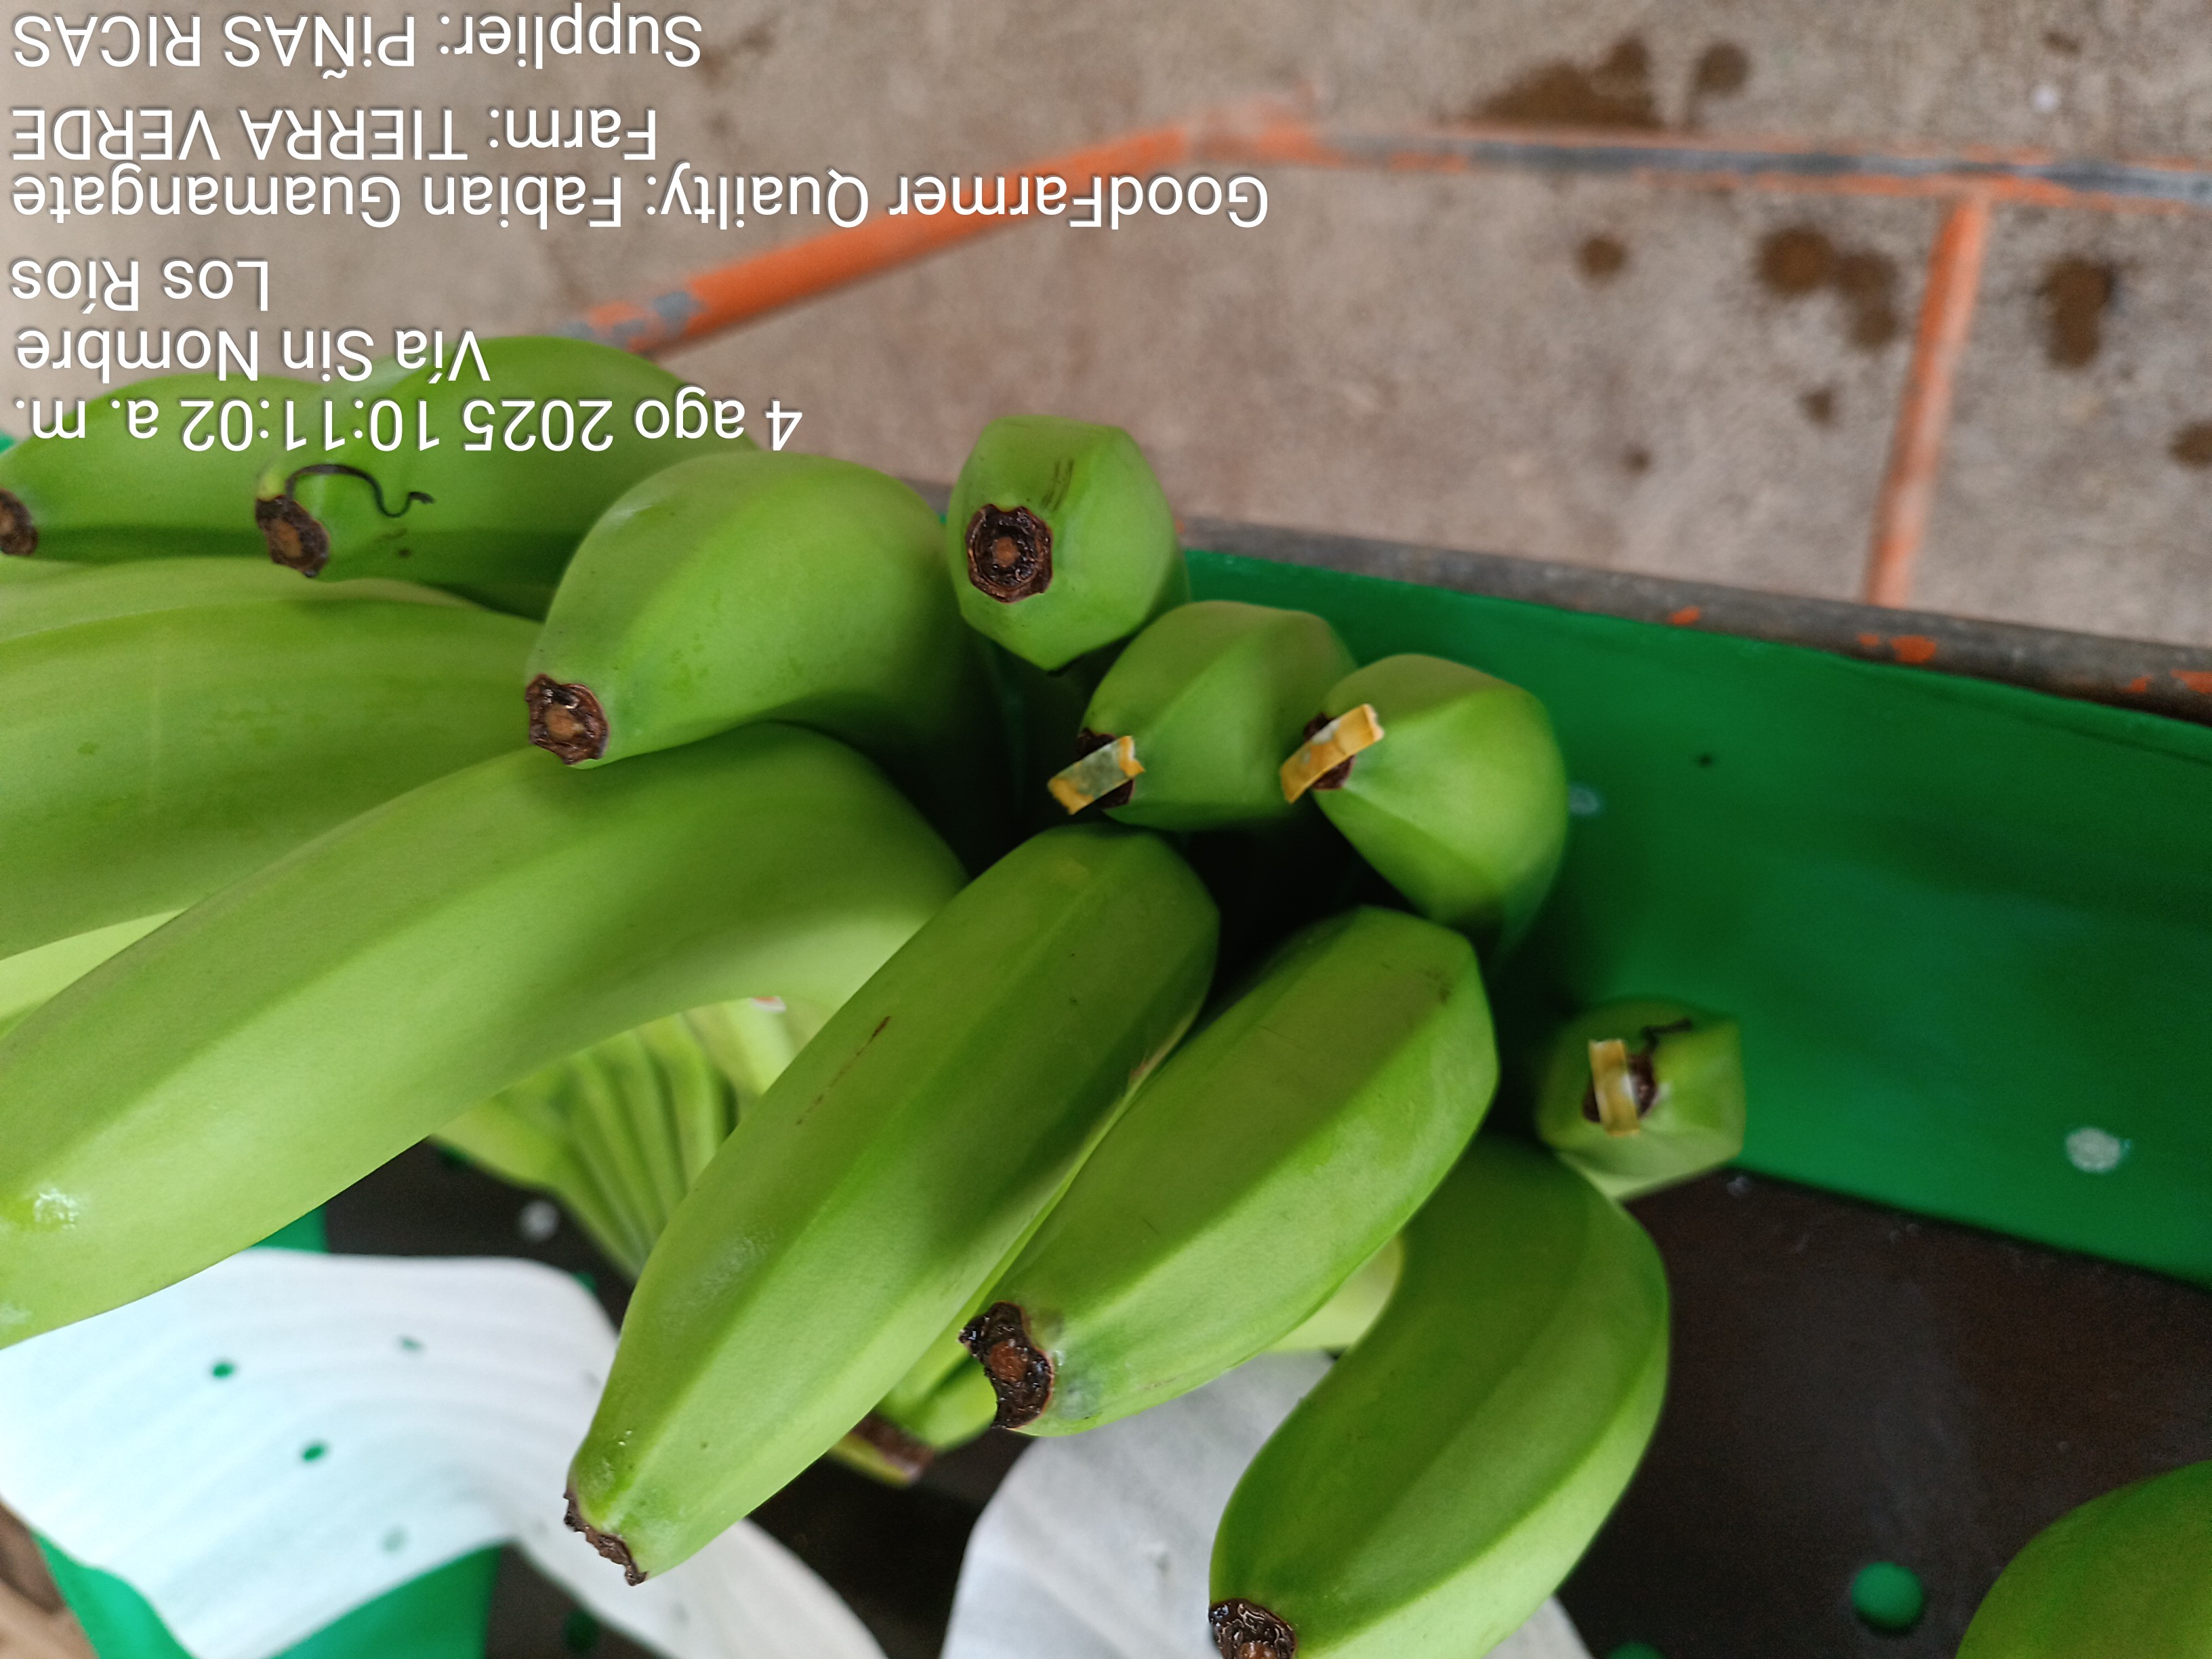 4 ago 2025 10:11:02 a. m.
Vía Sin Nombre
Los Ríos
GoodFarmer Quailty: Fabian Guamangate
Farm: TIERRA VERDE
Supplier: PiÑAS RICAS